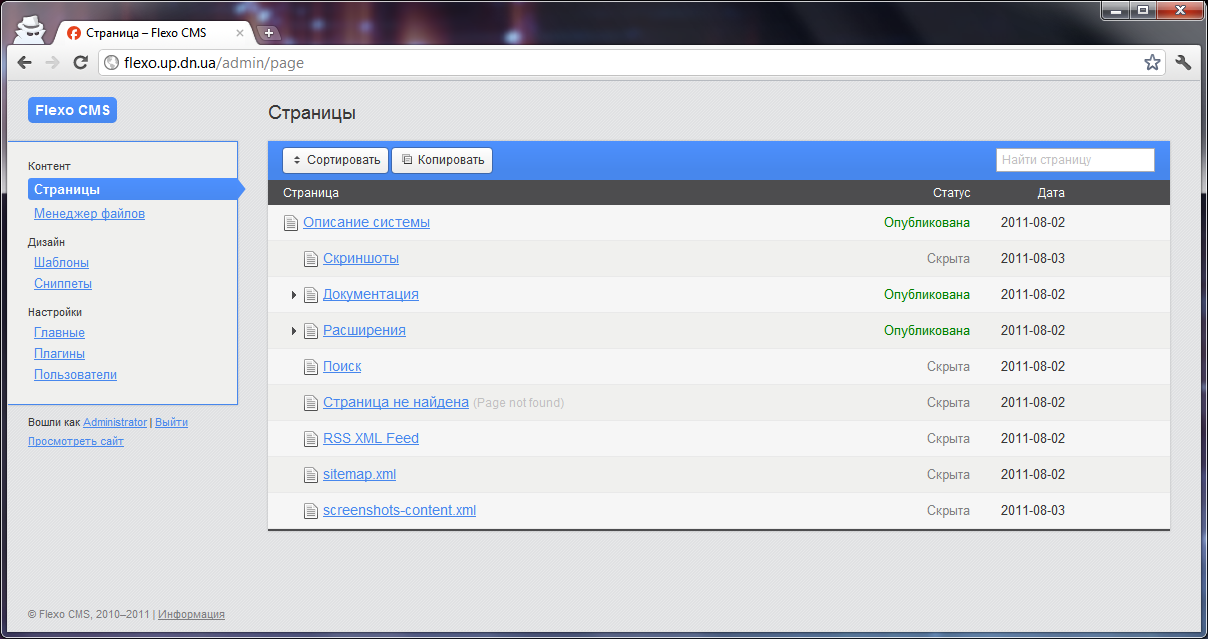 Страница – Flexo CMS
flexo.up.dn.ua/admin/page
Flexo CMS
Контент
Страницы
Менеджер файлов
Дизайн
Шаблоны
Сниппеты
Настройки
Главные
Плагины
Пользователи
Вошли как Administrator | Выйти
Просмотреть сайт
Страницы
Сортировать Копировать Найти страницу
Страница Статус Дата
Описание системы Опубликована 2011-08-02
Скриншоты Скрыта 2011-08-03
Документация Опубликована 2011-08-02
Расширения Опубликована 2011-08-02
Поиск Скрыта 2011-08-02
Страница не найдена (Page not found) Скрыта 2011-08-02
RSS XML Feed Скрыта 2011-08-02
sitemap.xml Скрыта 2011-08-02
screenshots-content.xml Скрыта 2011-08-03
© Flexo CMS, 2010–2011 | Информация